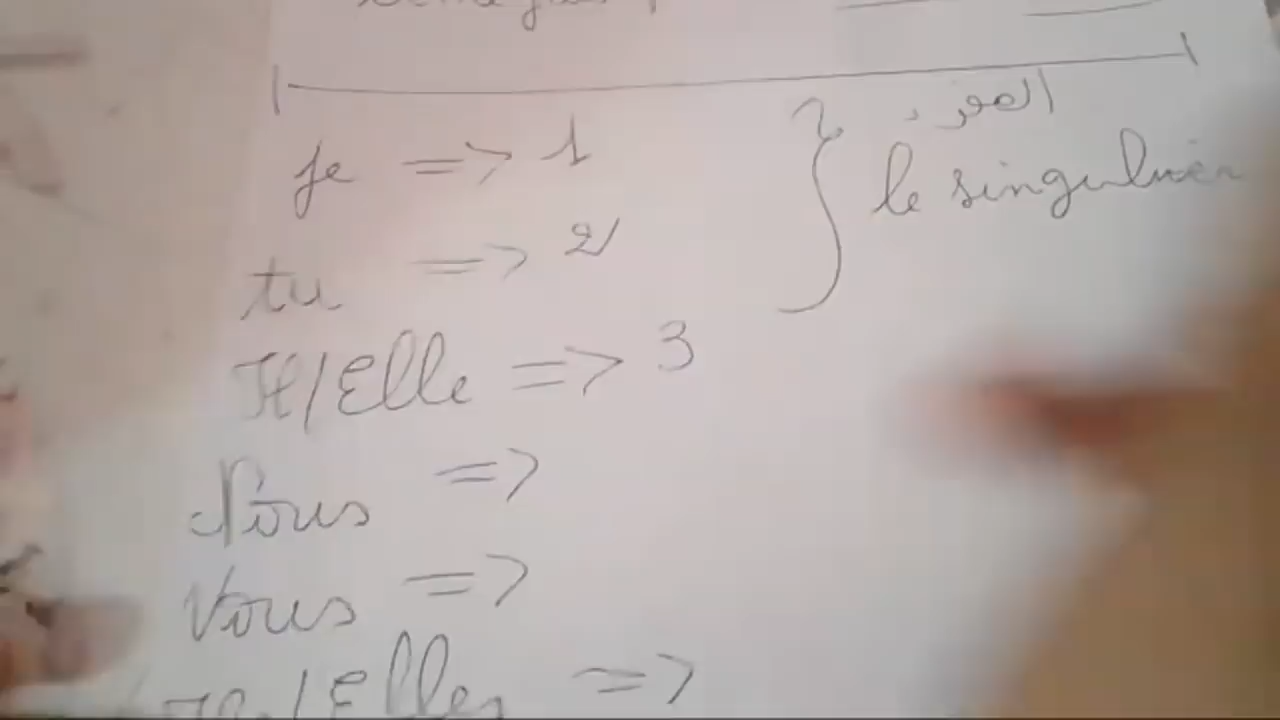 je => 1
المفرد
le singulier
tu => 2
Il/Elle => 3
Nous =>
Vous =>
Ils/Elles =>